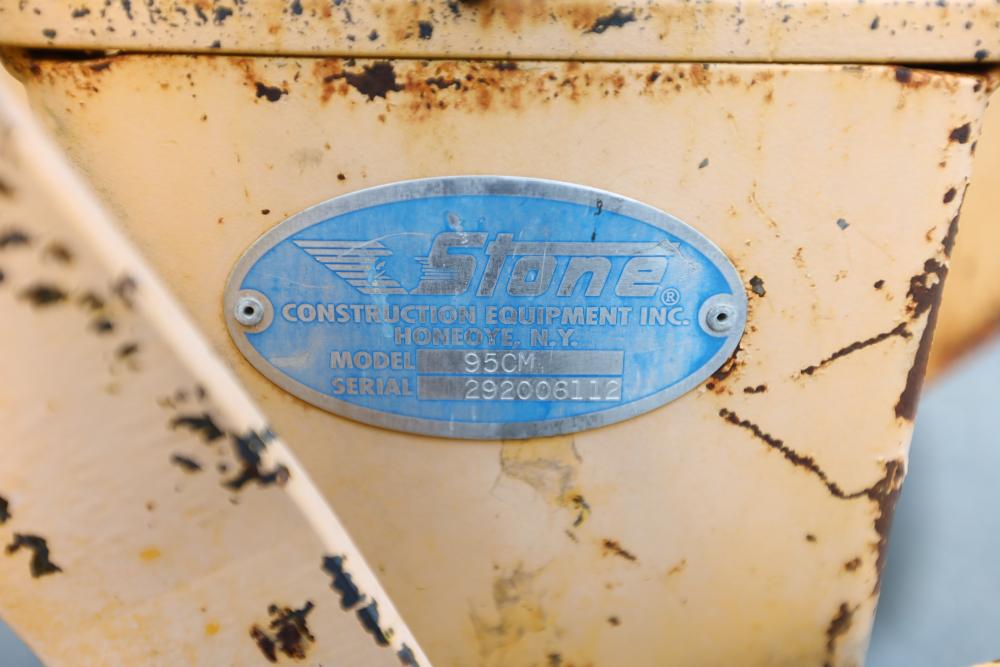 Stone®
CONSTRUCTION EQUIPMENT INC.
HONEOYE, N.Y.
MODEL 95CM
SERIAL 292006112